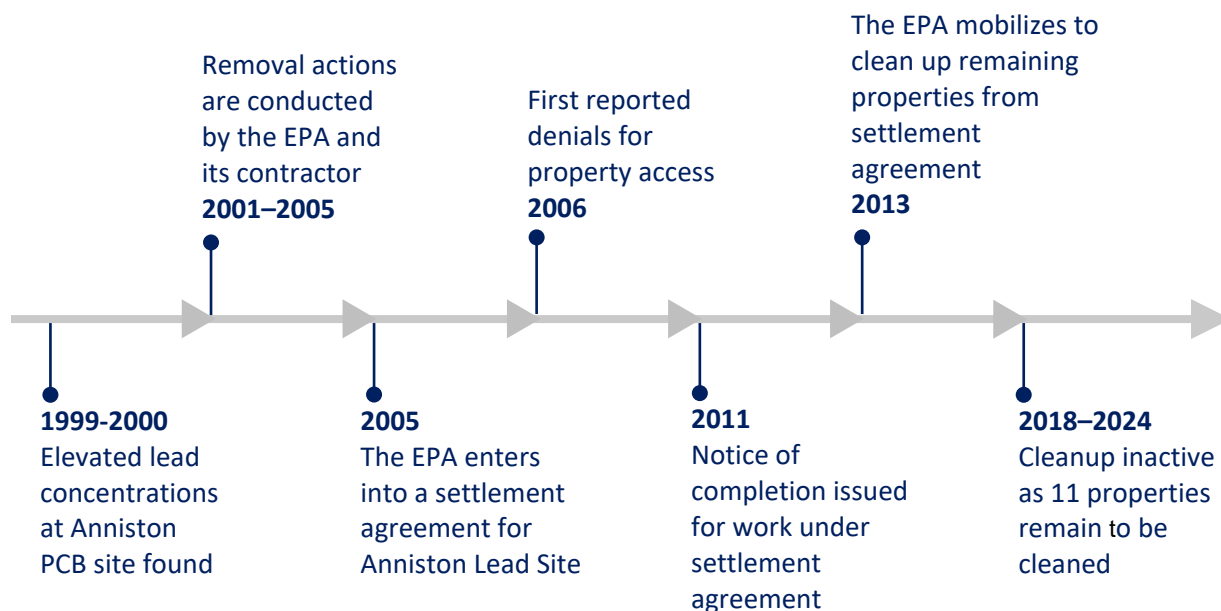 1999-2000
Elevated lead
concentrations
at Anniston
PCB site found
Removal actions
are conducted
by the EPA and
its contractor
2001–2005
2005
The EPA enters
into a settlement
agreement for
Anniston Lead Site
First reported
denials for
property access
2006
2011
Notice of
completion issued
for work under
settlement
agreement
The EPA mobilizes to
clean up remaining
properties from
settlement
agreement
2013
2018–2024
Cleanup inactive
as 11 properties
remain to be
cleaned